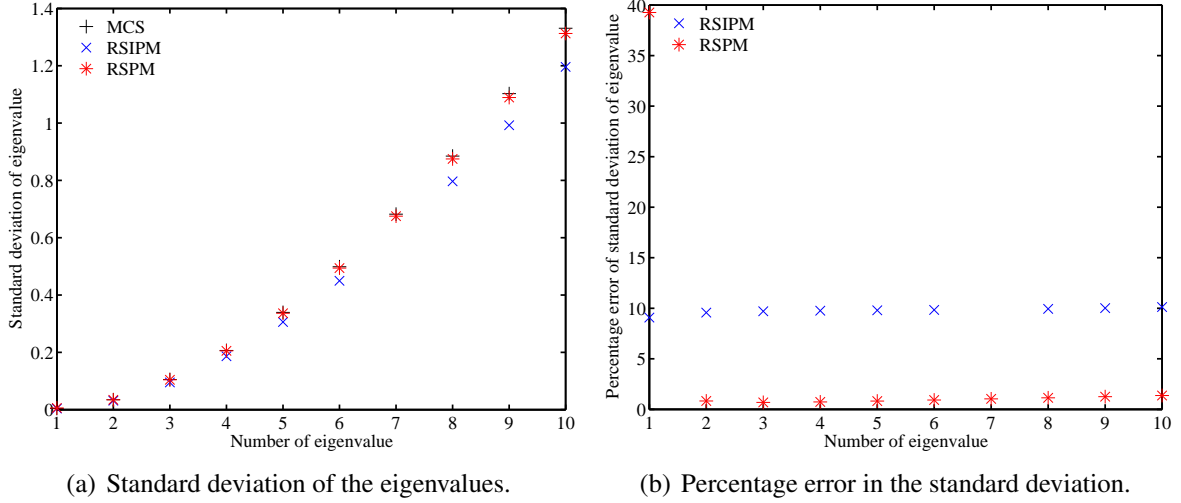 1.4
1.2
1
0.8
0.6
0.4
0.2
0
Standard deviation of eigenvalue
MCS
RSIPM
RSPM
1 2 3 4 5 6 7 8 9 10
Number of eigenvalue
(a) Standard deviation of the eigenvalues.
40
35
30
25
20
15
10
5
0
Percentage error of standard deviation of eigenvalue
RSIPM
RSPM
1 2 3 4 5 6 7 8 9 10
Number of eigenvalue
(b) Percentage error in the standard deviation.